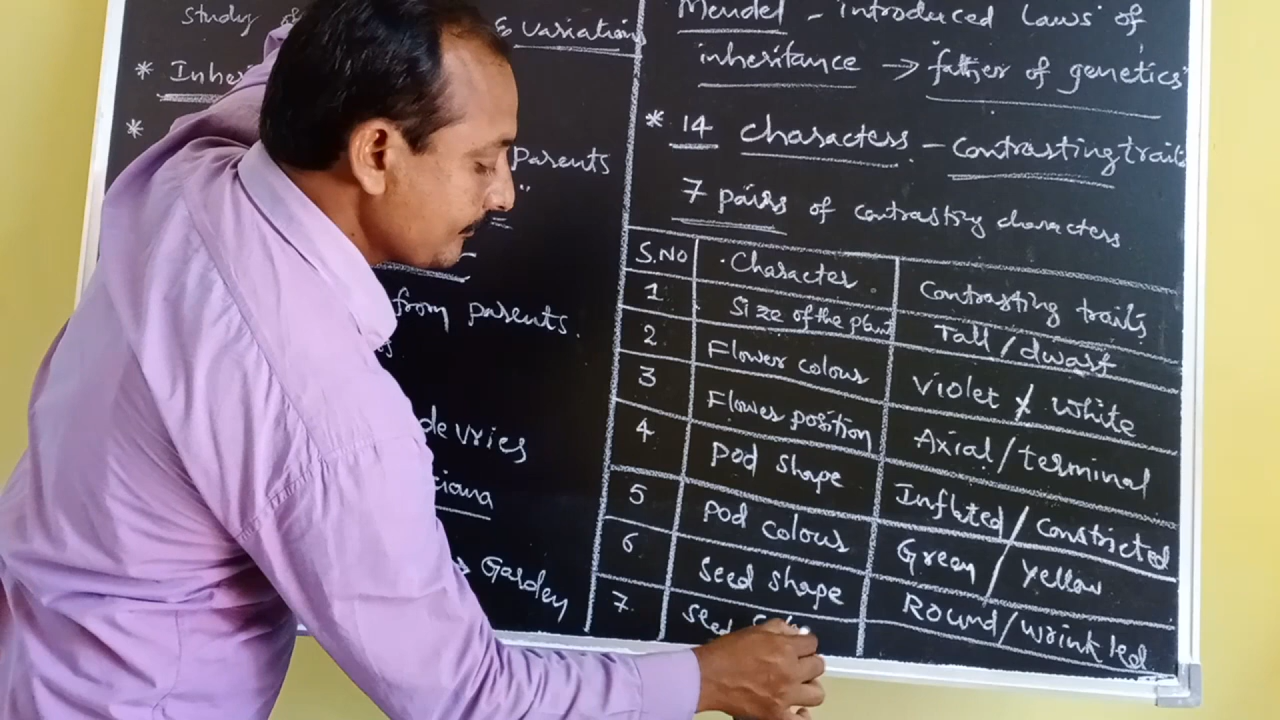 Study of
& Variation
* Inheri
*
Parents
"
from parents.
de vries
ciana
→ Garden
Mendel - introduced laws of
inheritance → "father of genetics"
* 14 characters - Contrasting traits
7 pairs of contrasting characters
S.NO Character Contrasting traits
1 Size of the plant Tall / dwarf
2 Flower colour Violet / White
3 Flower position Axial / terminal
4 Pod shape Inflated / Constricted
5 Pod colour Green / Yellow
6 Seed shape Round / wrinkled
7. Seed